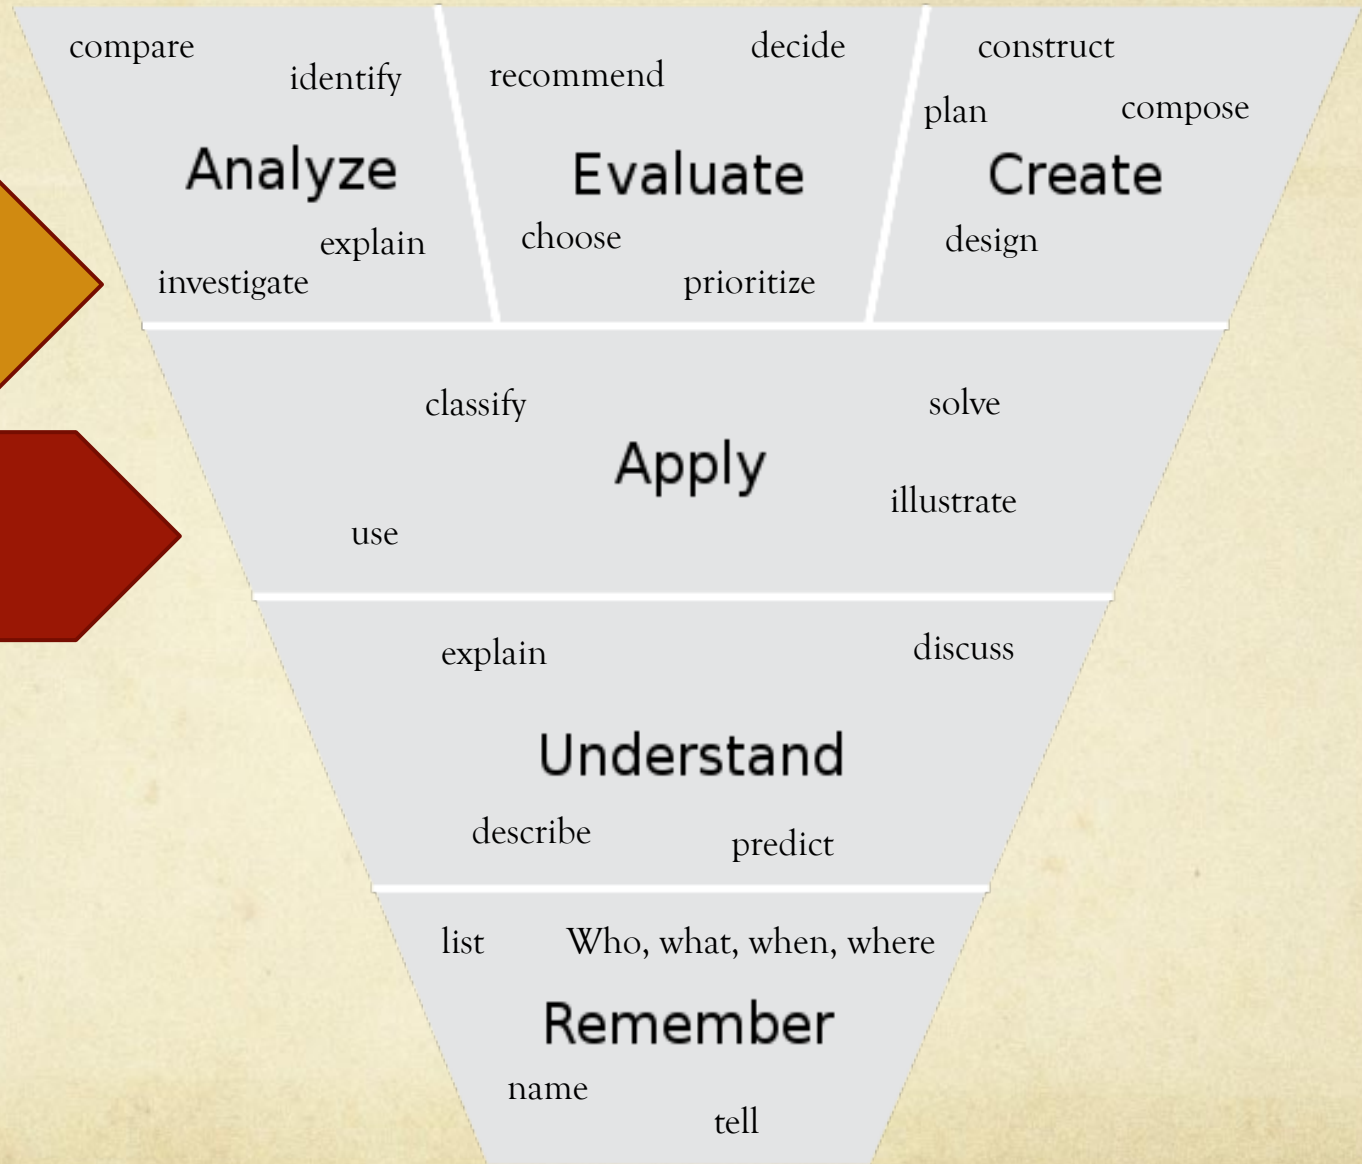 compare
identify
Analyze
explain
investigate
decide
recommend
Evaluate
choose
prioritize
construct
plan
compose
Create
design
classify
solve
Apply
illustrate
use
explain
discuss
Understand
describe
predict
list
Who, what, when, where
Remember
name
tell